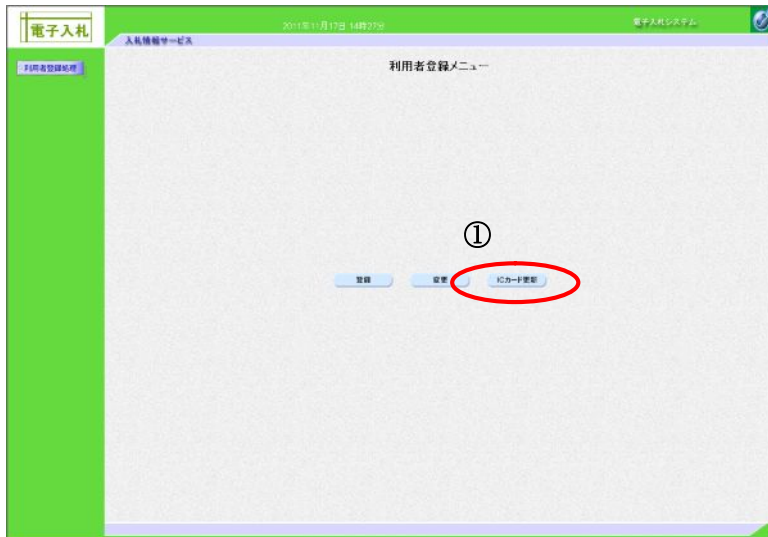 電子入札
2011年11月17日 14時27分
電子入札システム
入札情報サービス
利用者登録処理
利用者登録メニュー
①
登録
変更
ICカード更新